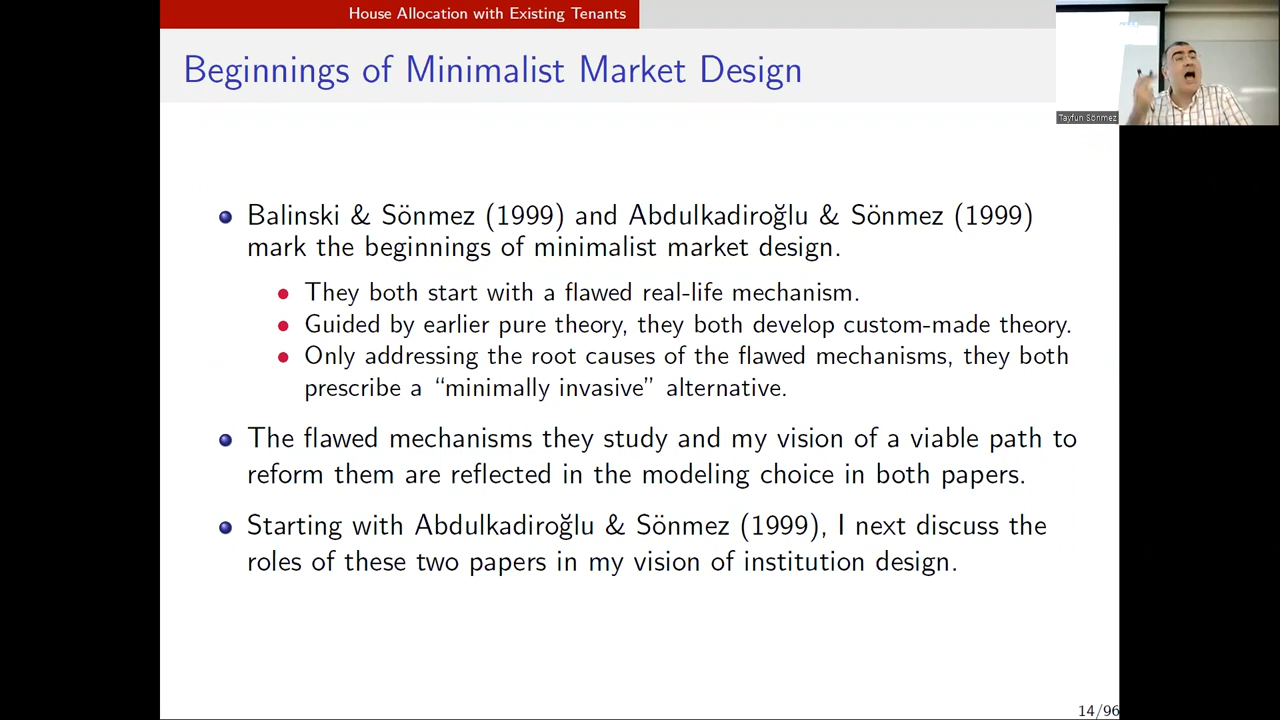 House Allocation with Existing Tenants
Beginnings of Minimalist Market Design
Tayfun Sönmez
Balinski & Sönmez (1999) and Abdulkadiroğlu & Sönmez (1999)
mark the beginnings of minimalist market design.
They both start with a flawed real-life mechanism.
Guided by earlier pure theory, they both develop custom-made theory.
Only addressing the root causes of the flawed mechanisms, they both
prescribe a “minimally invasive” alternative.
The flawed mechanisms they study and my vision of a viable path to
reform them are reflected in the modeling choice in both papers.
Starting with Abdulkadiroğlu & Sönmez (1999), I next discuss the
roles of these two papers in my vision of institution design.
14/96